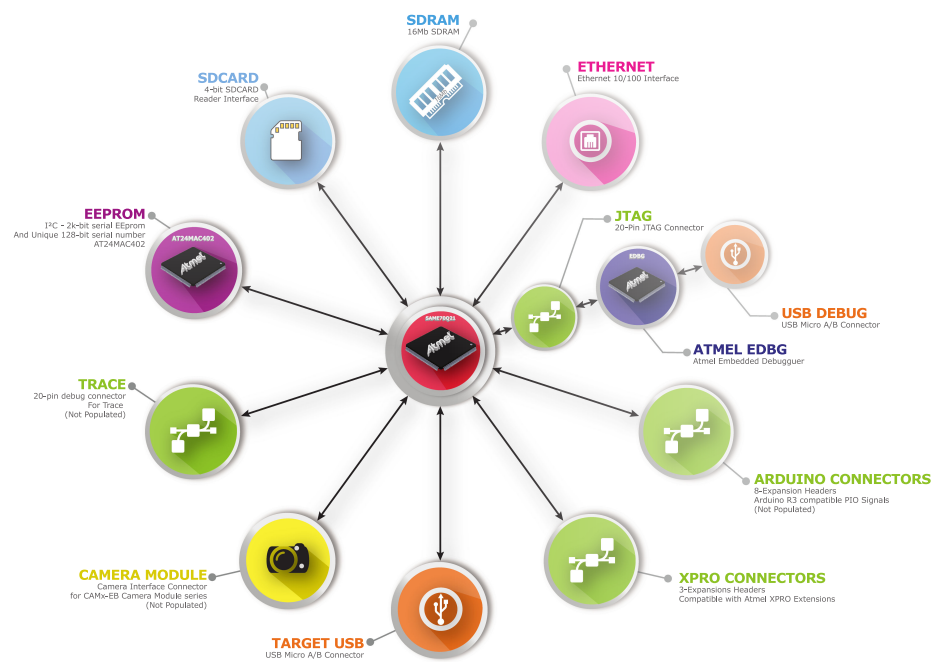 SDRAM
16Mb SDRAM
ETHERNET
Ethernet 10/100 Interface
SDCARD
4-bit SDCARD
Reader Interface
EEPROM
I²C - 2k-bit serial EEprom
And Unique 128-bit serial number
AT24MAC402
AT24MAC402
Atmel
JTAG
20-Pin JTAG Connector
EDBG
Atmel
USB DEBUG
USB Micro A/B Connector
ATMEL EDBG
Atmel Embedded Debugguer
SAME70Q21
Atmel
TRACE
20-pin debug connector
For Trace
(Not Populated)
ARDUINO CONNECTORS
8-Expansion Headers
Arduino R3 compatible PIO Signals
(Not Populated)
CAMERA MODULE
Camera Interface Connector
for CAMx-EB Camera Module series
(Not Populated)
XPRO CONNECTORS
3-Expansions Headers
Compatible with Atmel XPRO Extensions
TARGET USB
USB Micro A/B Connector